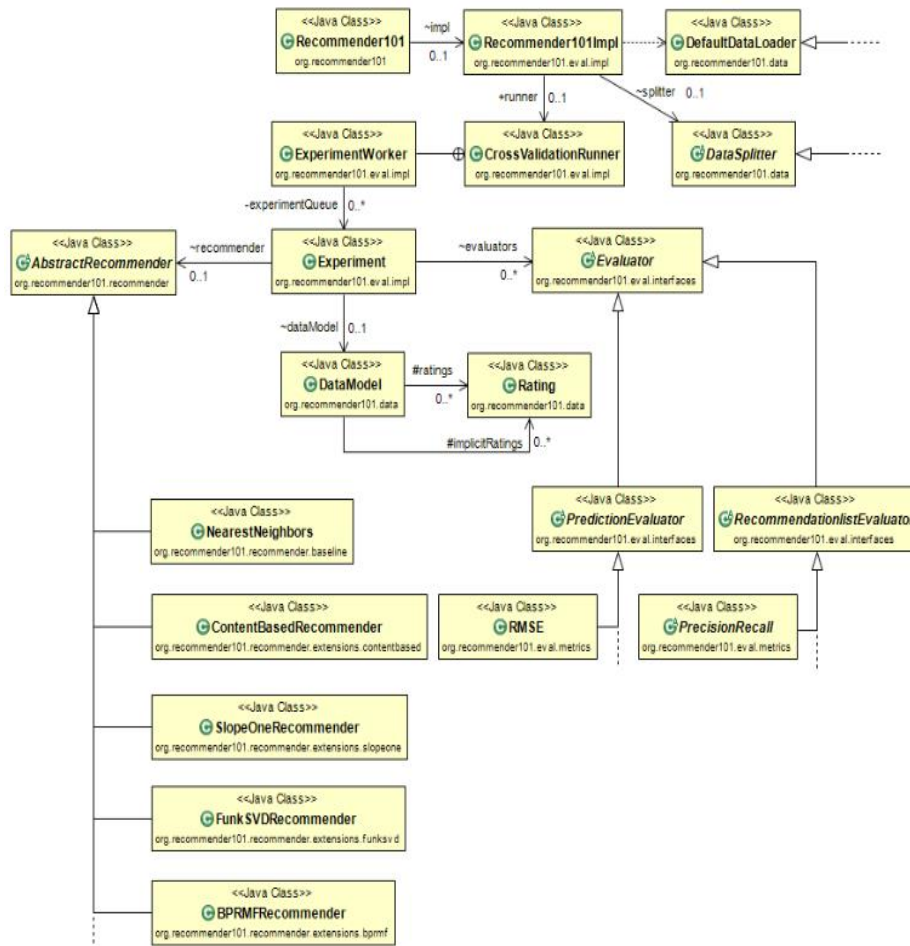 <<Java Class>>
Recommender101
org.recommender101
~impl
0..1
<<Java Class>>
Recommender101Impl
org.recommender101.eval.impl
<<Java Class>>
DefaultDataLoader
org.recommender101.data
+runner
0..1
~splitter
0..1
<<Java Class>>
ExperimentWorker
org.recommender101.eval.impl
<<Java Class>>
CrossValidationRunner
org.recommender101.eval.impl
<<Java Class>>
DataSplitter
org.recommender101.data
-experimentQueue
0..*
<<Java Class>>
AbstractRecommender
org.recommender101.recommender
~recommender
0..1
<<Java Class>>
Experiment
org.recommender101.eval.impl
~evaluators
0..*
<<Java Class>>
Evaluator
org.recommender101.eval.interfaces
~dataModel
0..1
<<Java Class>>
DataModel
org.recommender101.data
#ratings
0..*
<<Java Class>>
Rating
org.recommender101.data
#implicitRatings
0..*
<<Java Class>>
NearestNeighbors
org.recommender101.recommender.baseline
<<Java Class>>
PredictionEvaluator
org.recommender101.eval.interfaces
<<Java Class>>
RecommendationlistEvaluator
org.recommender101.eval.interfaces
<<Java Class>>
ContentBasedRecommender
org.recommender101.recommender.extensions.contentbased
<<Java Class>>
RMSE
org.recommender101.eval.metrics
<<Java Class>>
PrecisionRecall
org.recommender101.eval.metrics
<<Java Class>>
SlopeOneRecommender
org.recommender101.recommender.extensions.slopeone
<<Java Class>>
FunkSVDRecommender
org.recommender101.recommender.extensions.funksvd
<<Java Class>>
BPRMFRecommender
org.recommender101.recommender.extensions.bprmf